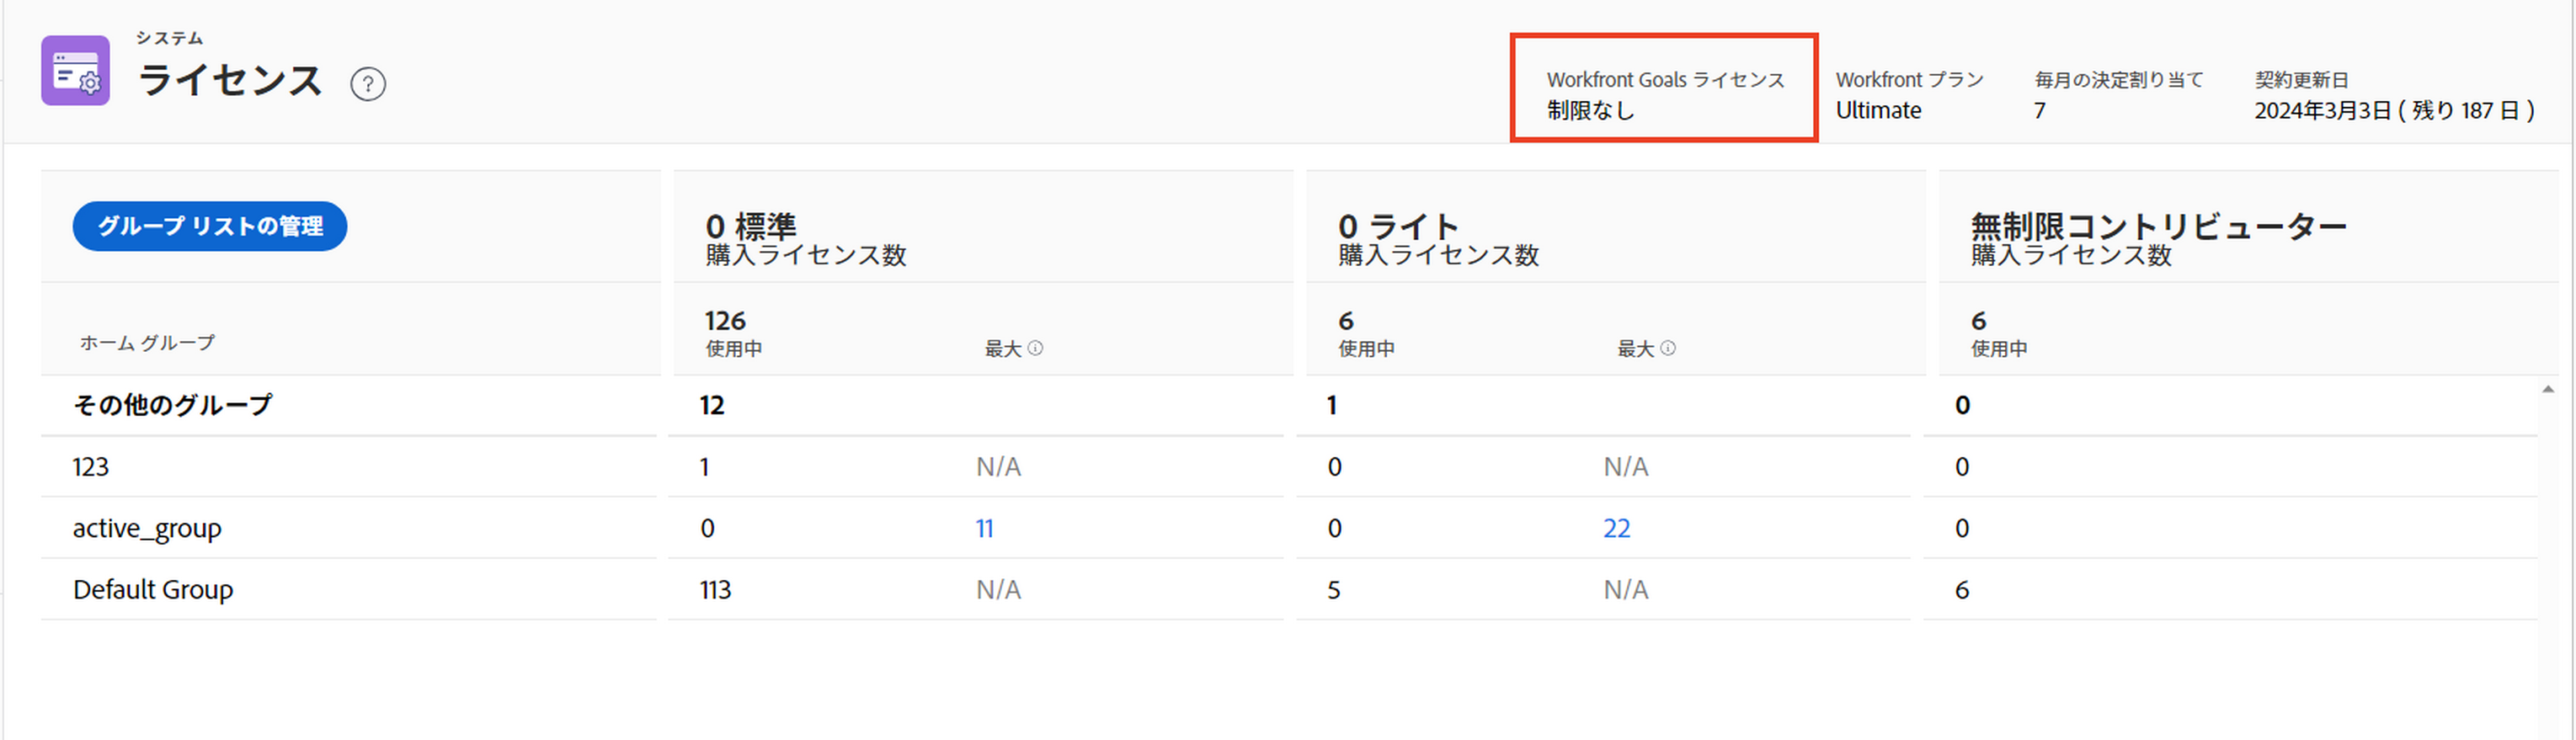 システム
ライセンス ?
Workfront Goals ライセンス
制限なし
Workfront プラン
Ultimate
毎月の決定割り当て
7
契約更新日
2024年3月3日 ( 残り 187 日 )
グループ リストの管理
0 標準
購入ライセンス数
0 ライト
購入ライセンス数
無制限コントリビューター
購入ライセンス数
ホーム グループ
126
使用中
最大
6
使用中
最大
6
使用中
その他のグループ 12 1 0
123 1 N/A 0 N/A 0
active_group 0 11 0 22 0
Default Group 113 N/A 5 N/A 6